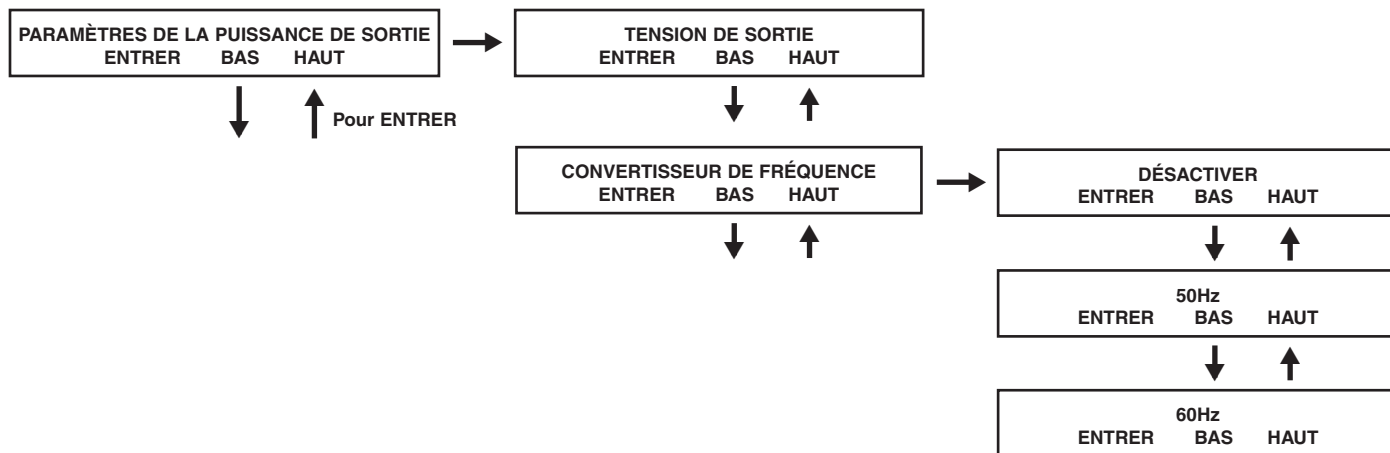 PARAMÈTRES DE LA PUISSANCE DE SORTIE
ENTRER BAS HAUT
Pour ENTRER
TENSION DE SORTIE
ENTRER BAS HAUT
CONVERTISSEUR DE FRÉQUENCE
ENTRER BAS HAUT
DÉSACTIVER
ENTRER BAS HAUT
50Hz
ENTRER BAS HAUT
60Hz
ENTRER BAS HAUT